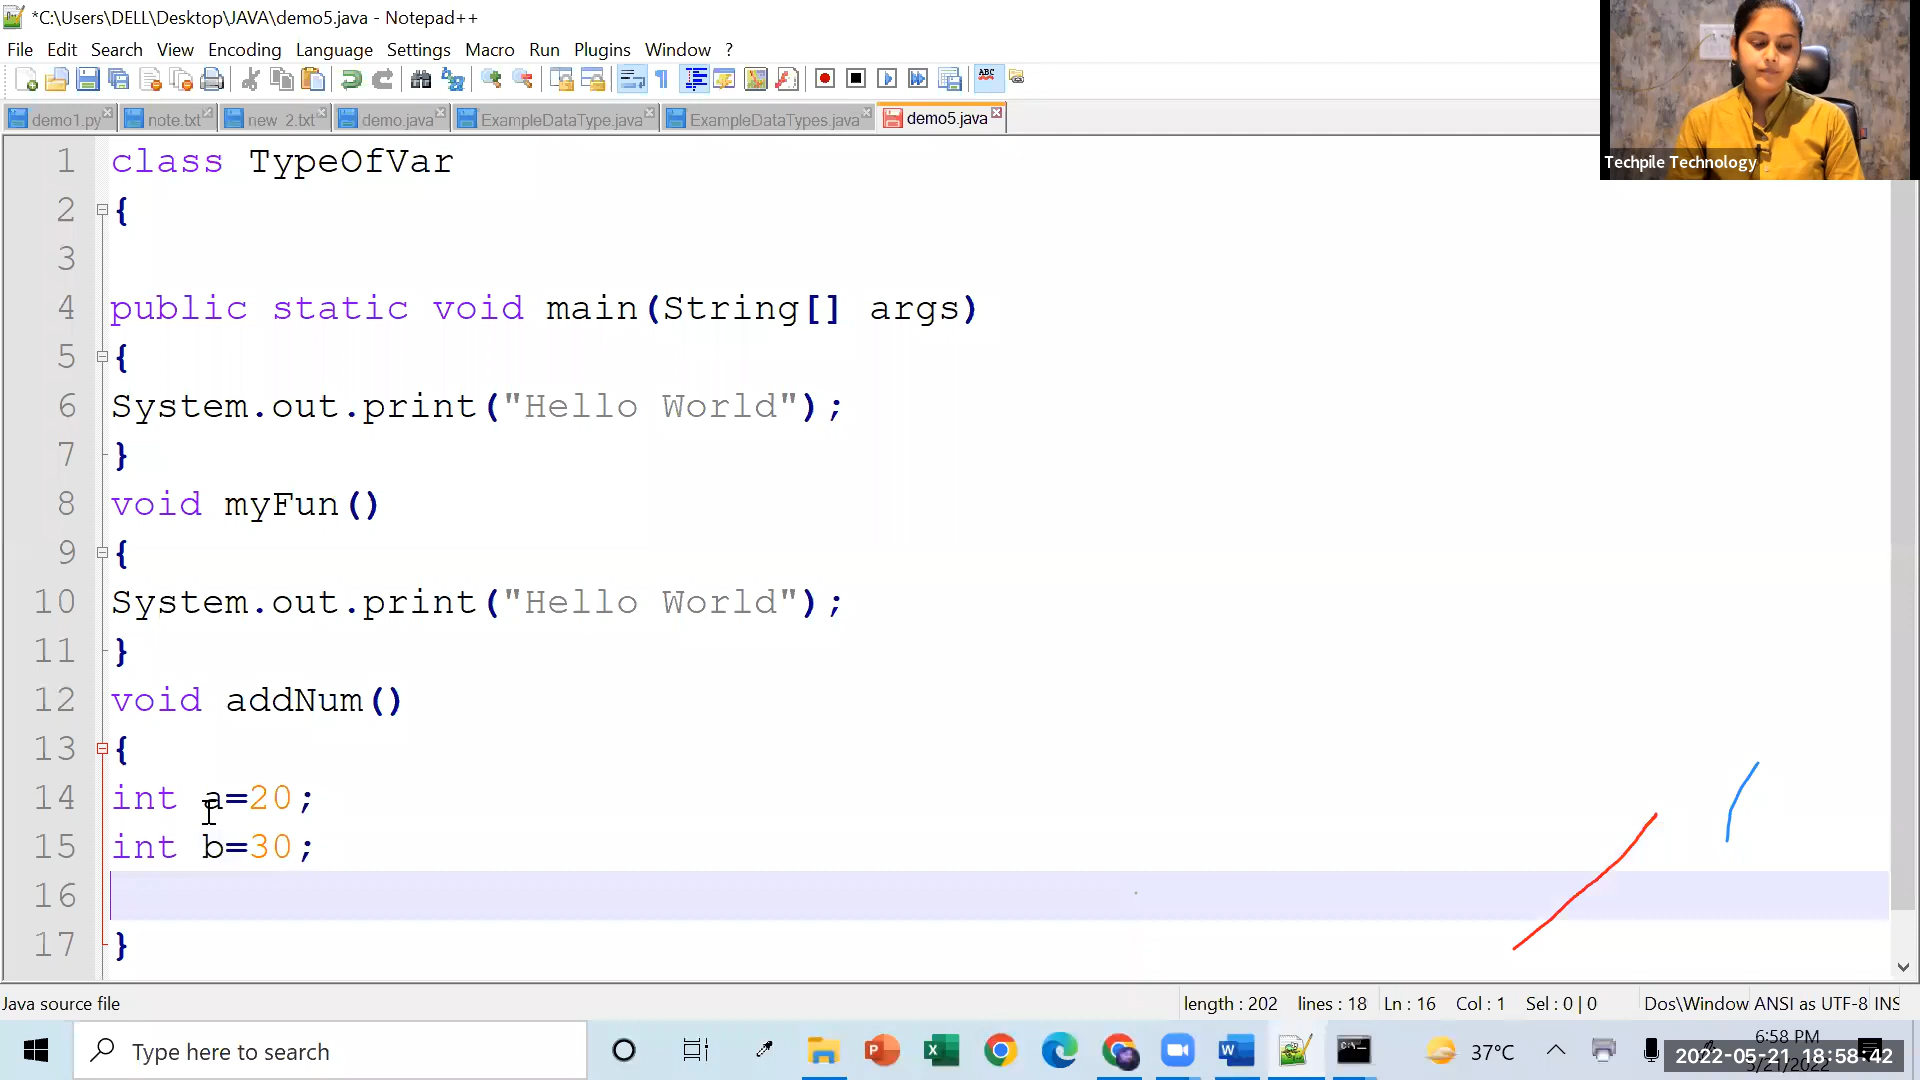 *C:\Users\DELL\Desktop\JAVA\demo5.java - Notepad++
File Edit Search View Encoding Language Settings Macro Run Plugins Window ?
ABC
demo1.py note.txt new 2.txt demo.java ExampleDataType.java ExampleDataTypes.java demo5.java
Techpile Technology
1 class TypeOfVar
2 {
3
4 public static void main(String[] args)
5 {
6 System.out.print("Hello World");
7 }
8 void myFun()
9 {
10 System.out.print("Hello World");
11 }
12 void addNum()
13 {
14 int a=20;
15 int b=30;
16
17 }
Java source file length : 202 lines : 18 Ln : 16 Col : 1 Sel : 0 | 0 Dos\Window ANSI as UTF-8 INS
Type here to search
37°C
6:58 PM
2022-05-21 18:58:42